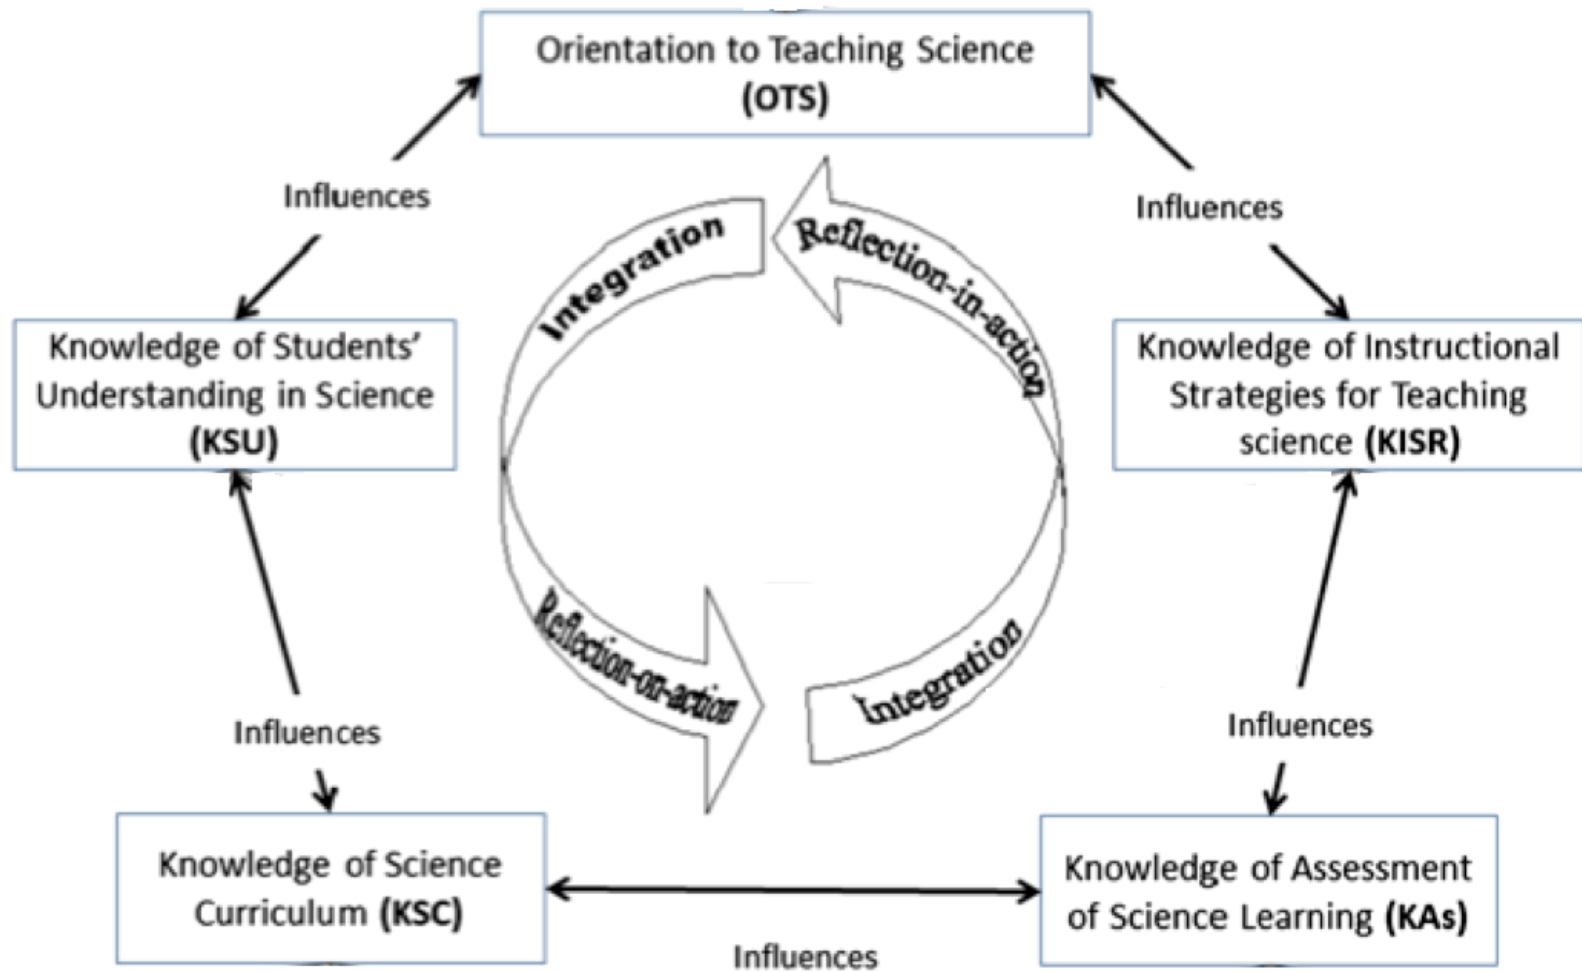 Orientation to Teaching Science
(OTS)
Influences
Influences
Integration
Reflection-in-action
Knowledge of Students’
Understanding in Science
(KSU)
Knowledge of Instructional
Strategies for Teaching
science (KISR)
Reflection-on-action
Integration
Influences
Influences
Knowledge of Science
Curriculum (KSC)
Knowledge of Assessment
of Science Learning (KAs)
Influences